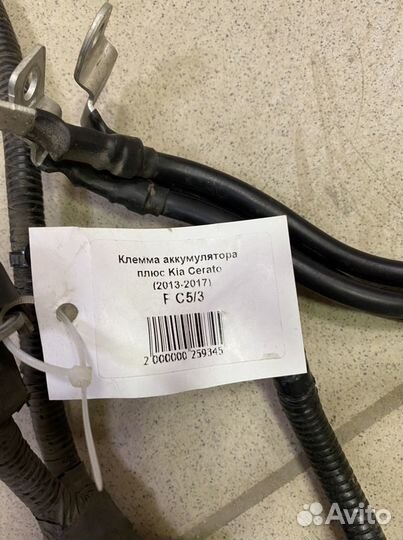 Клемма аккумулятора
плюс Kia Cerato
(2013-2017)
F C5/3
2 000000 259345
Avito